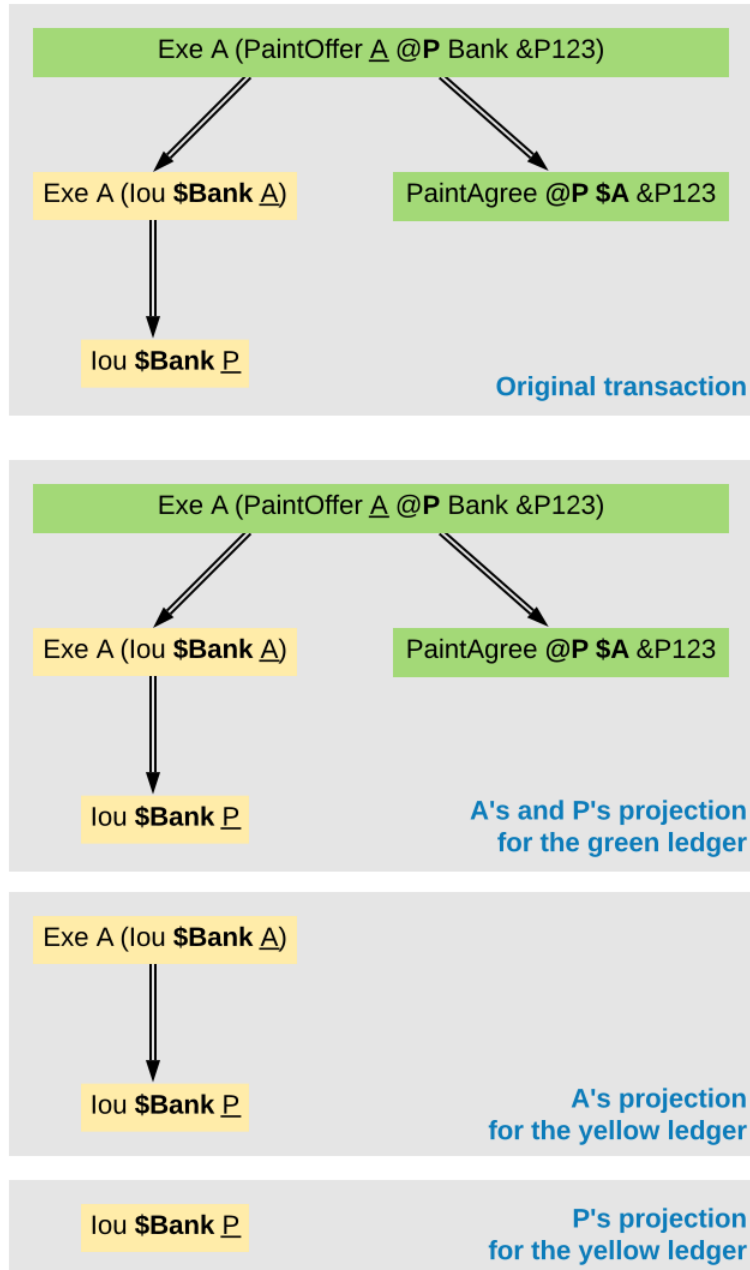 Exe A (PaintOffer A @P Bank &P123)
Exe A (Iou $Bank A)
PaintAgree @P $A &P123
Iou $Bank P
Original transaction
Exe A (PaintOffer A @P Bank &P123)
Exe A (Iou $Bank A)
PaintAgree @P $A &P123
Iou $Bank P
A's and P's projection
for the green ledger
Exe A (Iou $Bank A)
Iou $Bank P
A's projection
for the yellow ledger
Iou $Bank P
P's projection
for the yellow ledger